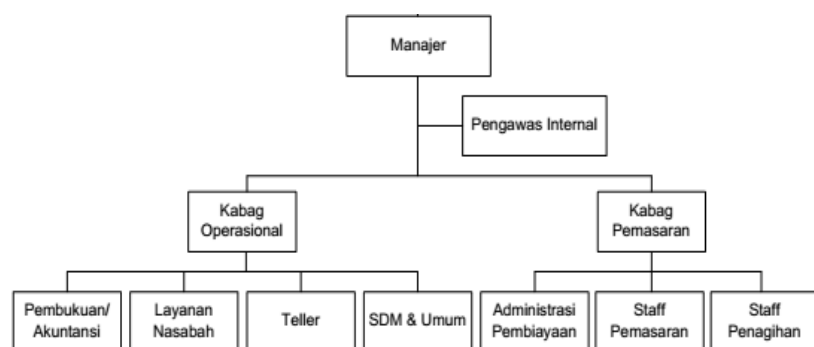 Manajer
Pengawas Internal
Kabag
Operasional
Kabag
Pemasaran
Pembukuan/
Akuntansi
Layanan
Nasabah
Teller
SDM & Umum
Administrasi
Pembiayaan
Staff
Pemasaran
Staff
Penagihan